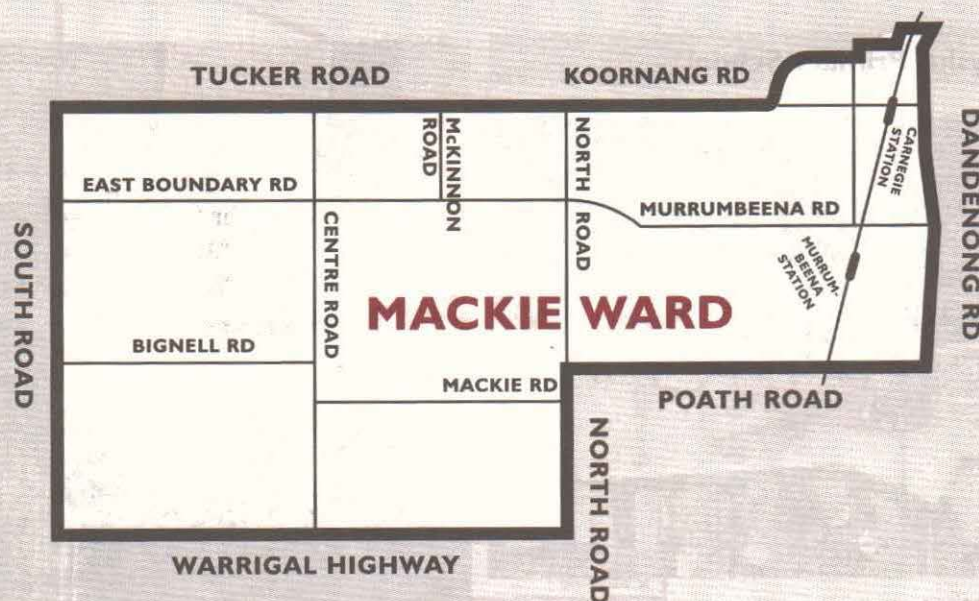 TUCKER ROAD
KOORNANG RD
McKINNON
ROAD
NORTH ROAD
CARNEGIE
STATION
DANDENONG RD
EAST BOUNDARY RD
MURRUMBEENA RD
SOUTH ROAD
CENTRE ROAD
MURRUM-
BEENA
STATION
MACKIE WARD
BIGNELL RD
MACKIE RD
POATH ROAD
NORTH ROAD
WARRIGAL HIGHWAY